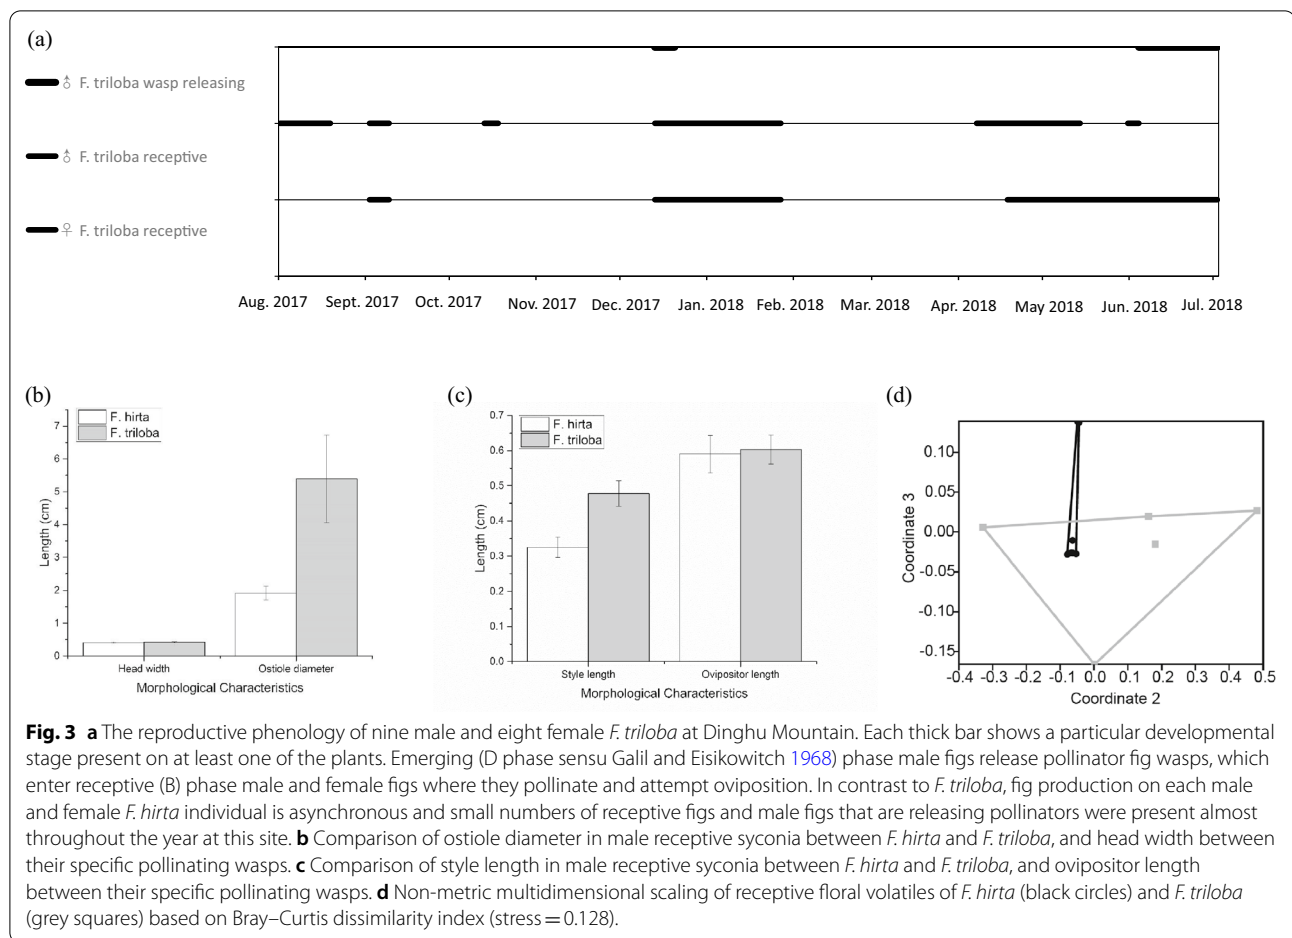 (a)
♂ F. triloba wasp releasing
♂ F. triloba receptive
♀ F. triloba receptive
Aug. 2017 Sept. 2017 Oct. 2017 Nov. 2017 Dec. 2017 Jan. 2018 Feb. 2018 Mar. 2018 Apr. 2018 May 2018 Jun. 2018 Jul. 2018
(b)
F. hirta
F. triloba
Length (cm)
7
6
5
4
3
2
1
0
Head width Ostiole diameter
Morphological Characteristics
(c)
F. hirta
F. triloba
Length (cm)
0.7
0.6
0.5
0.4
0.3
0.2
0.1
0.0
Style length Ovipositor length
Morphological Characteristics
(d)
Coordinate 3
0.10
0.05
0.00
-0.05
-0.10
-0.15
-0.4 -0.3 -0.2 -0.1 0.0 0.1 0.2 0.3 0.4 0.5
Coordinate 2
Fig. 3 a The reproductive phenology of nine male and eight female F. triloba at Dinghu Mountain. Each thick bar shows a particular developmental
stage present on at least one of the plants. Emerging (D phase sensu Galil and Eisikowitch 1968) phase male figs release pollinator fig wasps, which
enter receptive (B) phase male and female figs where they pollinate and attempt oviposition. In contrast to F. triloba, fig production on each male
and female F. hirta individual is asynchronous and small numbers of receptive figs and male figs that are releasing pollinators were present almost
throughout the year at this site. b Comparison of ostiole diameter in male receptive syconia between F. hirta and F. triloba, and head width between
their specific pollinating wasps. c Comparison of style length in male receptive syconia between F. hirta and F. triloba, and ovipositor length
between their specific pollinating wasps. d Non-metric multidimensional scaling of receptive floral volatiles of F. hirta (black circles) and F. triloba
(grey squares) based on Bray–Curtis dissimilarity index (stress = 0.128).